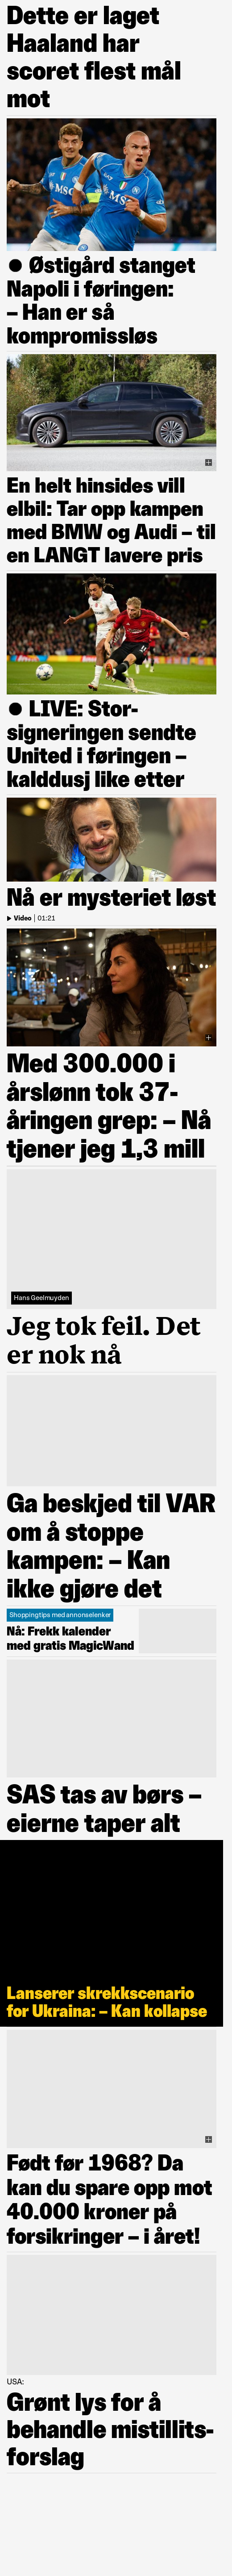 Dette er laget
Haaland har
scoret flest mål
mot
● Østigård stanget
Napoli i føringen:
– Han er så
kompromissløs
En helt hinsides vill
elbil: Tar opp kampen
med BMW og Audi – til
en LANGT lavere pris
● LIVE: Stor-
signeringen sendte
United i føringen –
kalddusj like etter
Nå er mysteriet løst
Video | 01:21
Med 300.000 i
årslønn tok 37-
åringen grep: – Nå
tjener jeg 1,3 mill
Hans Geelmuyden
Jeg tok feil. Det
er nok nå
Ga beskjed til VAR
om å stoppe
kampen: – Kan
ikke gjøre det
Shoppingtips med annonselenker
Nå: Frekk kalender
med gratis MagicWand
SAS tas av børs –
eierne taper alt
Lanserer skrekkscenario
for Ukraina: – Kan kollapse
Født før 1968? Da
kan du spare opp mot
40.000 kroner på
forsikringer – i året!
USA:
Grønt lys for å
behandle mistillits-
forslag